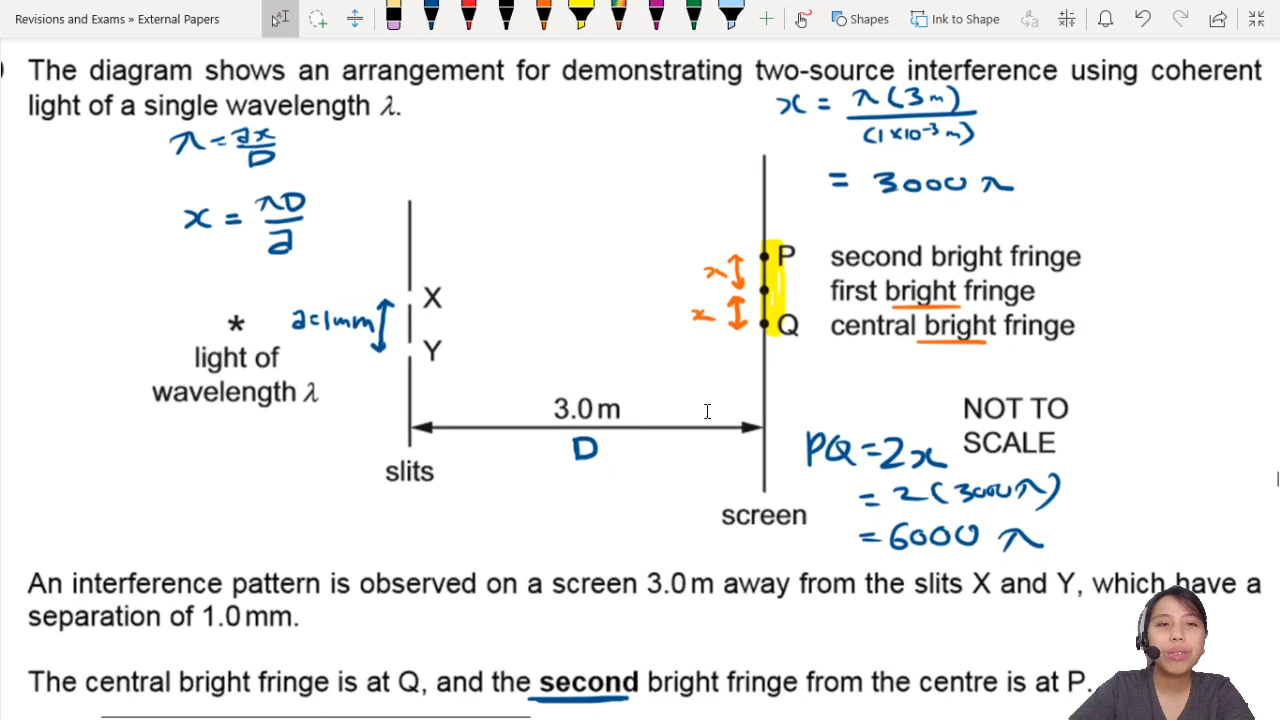 Revisions and Exams » External Papers
Shapes
Ink to Shape
The diagram shows an arrangement for demonstrating two-source interference using coherent
light of a single wavelength λ.
λ = ax/D
x = λD/a
x = λ(3m)/(1×10⁻³m)
= 3000 λ
X
Y
a=1mm
*
light of
wavelength λ
x
x
P
Q
second bright fringe
first bright fringe
central bright fringe
3.0 m
D
slits
screen
NOT TO
SCALE
PQ = 2x
= 2(3000λ)
= 6000 λ
An interference pattern is observed on a screen 3.0 m away from the slits X and Y, which have a
separation of 1.0 mm.
The central bright fringe is at Q, and the second bright fringe from the centre is at P.